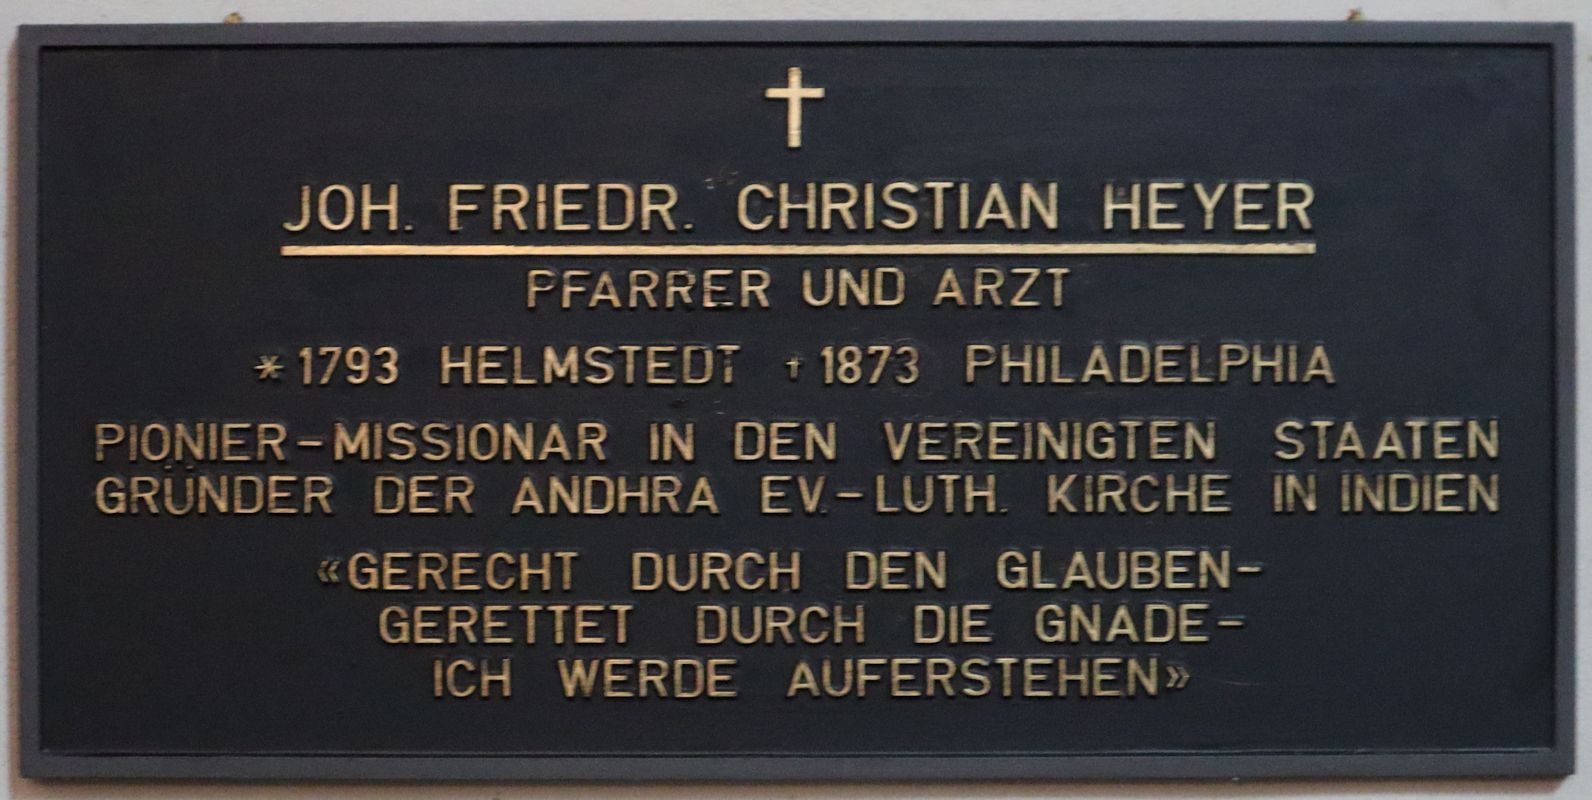 JOH. FRIEDR. CHRISTIAN HEYER
PFARRER UND ARZT
*1793 HELMSTEDT †1873 PHILADELPHIA
PIONIER-MISSIONAR IN DEN VEREINIGTEN STAATEN
GRÜNDER DER ANDHRA EV.-LUTH. KIRCHE IN INDIEN
«GERECHT DURCH DEN GLAUBEN-
GERETTET DURCH DIE GNADE-
ICH WERDE AUFERSTEHEN»